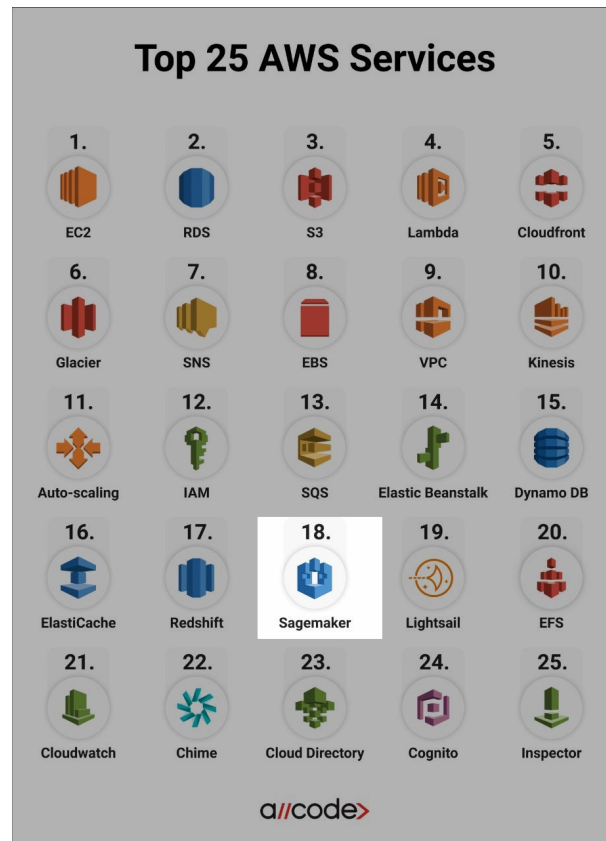 Top 25 AWS Services
1. 2. 3. 4. 5.
EC2 RDS S3 Lambda Cloudfront
6. 7. 8. 9. 10.
Glacier SNS EBS VPC Kinesis
11. 12. 13. 14. 15.
Auto-scaling IAM SQS Elastic Beanstalk Dynamo DB
16. 17. 18. 19. 20.
ElastiCache Redshift Sagemaker Lightsail EFS
21. 22. 23. 24. 25.
Cloudwatch Chime Cloud Directory Cognito Inspector
a//code>